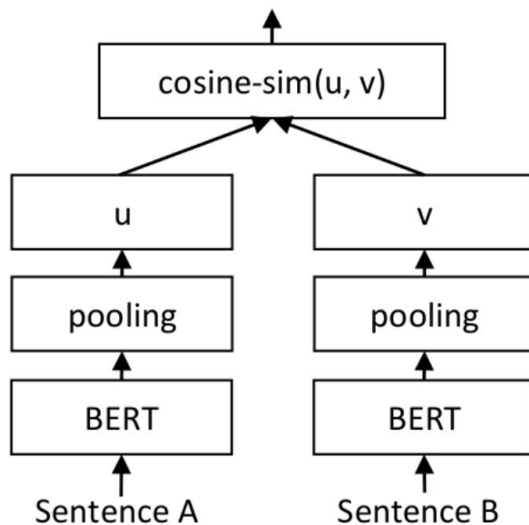 cosine-sim(u, v)
u
v
pooling
pooling
BERT
BERT
Sentence A
Sentence B